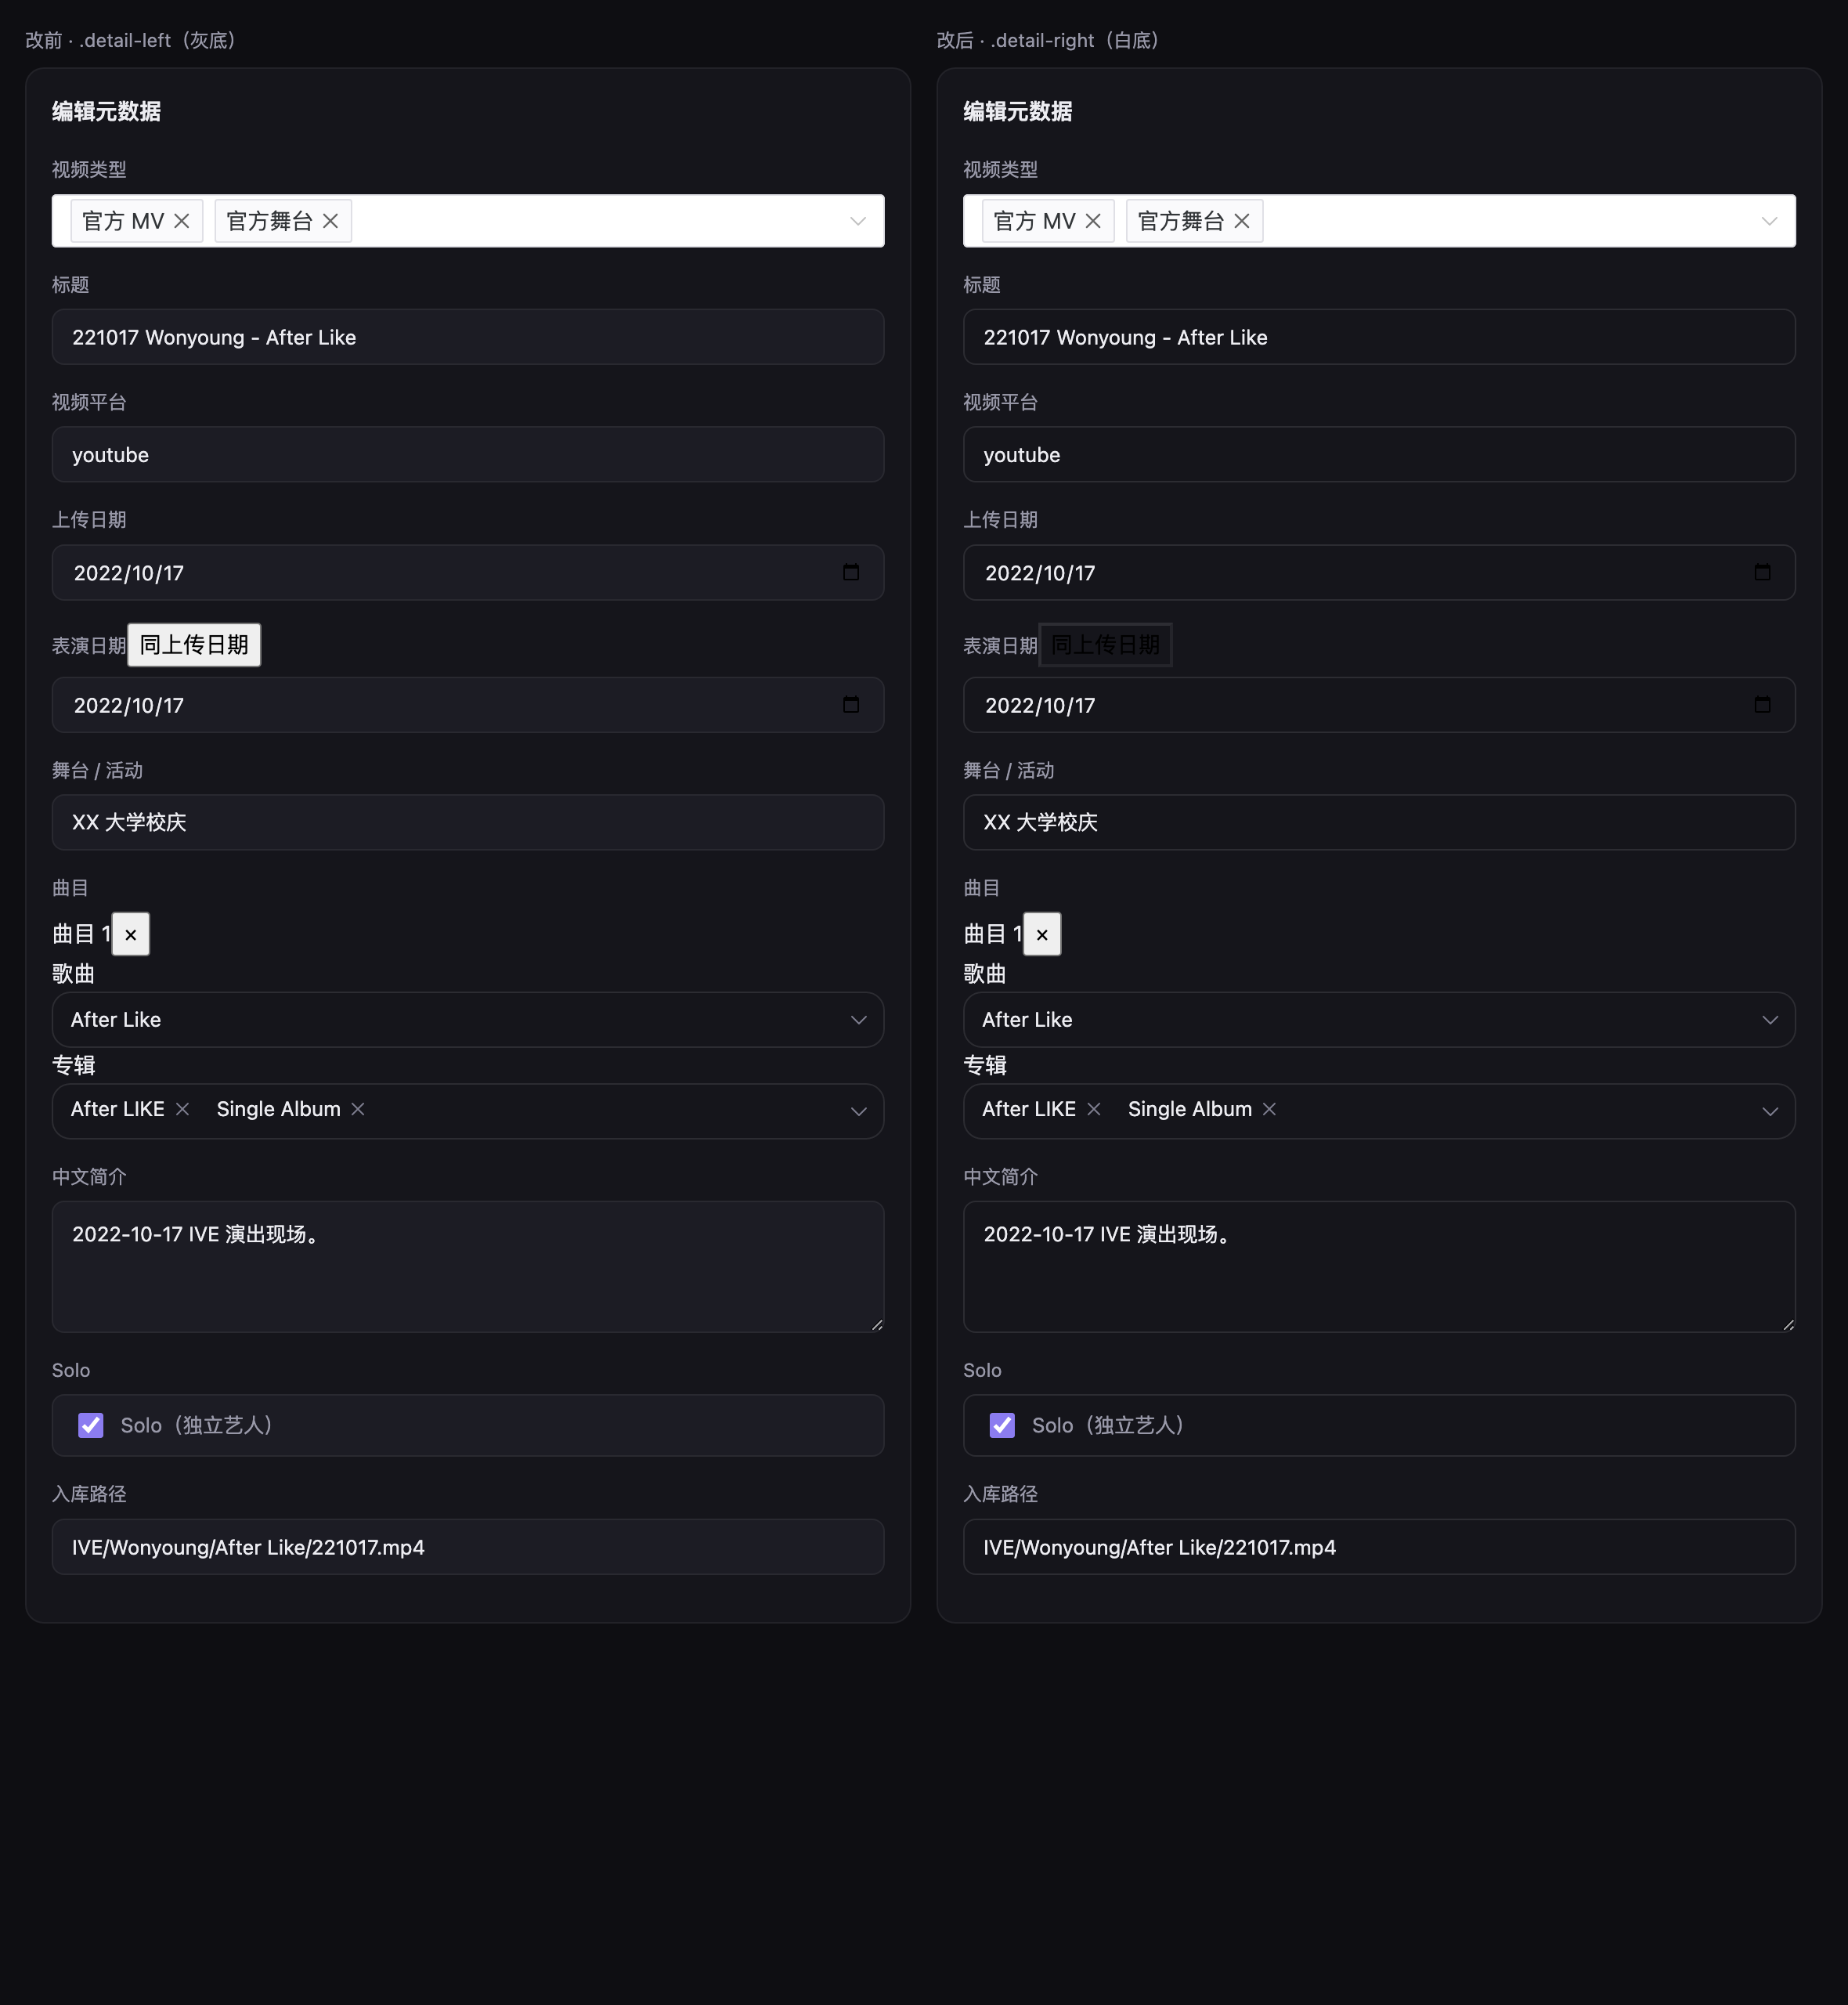 改前 · .detail-left（灰底）
编辑元数据
视频类型
官方 MV × 官方舞台 ×
标题
221017 Wonyoung - After Like
视频平台
youtube
上传日期
2022/10/17
表演日期 同上传日期
2022/10/17
舞台 / 活动
XX 大学校庆
曲目
曲目 1 ×
歌曲
After Like
专辑
After LIKE × Single Album ×
中文简介
2022-10-17 IVE 演出现场。
Solo
Solo（独立艺人）
入库路径
IVE/Wonyoung/After Like/221017.mp4
改后 · .detail-right（白底）
编辑元数据
视频类型
官方 MV × 官方舞台 ×
标题
221017 Wonyoung - After Like
视频平台
youtube
上传日期
2022/10/17
表演日期 同上传日期
2022/10/17
舞台 / 活动
XX 大学校庆
曲目
曲目 1 ×
歌曲
After Like
专辑
After LIKE × Single Album ×
中文简介
2022-10-17 IVE 演出现场。
Solo
Solo（独立艺人）
入库路径
IVE/Wonyoung/After Like/221017.mp4